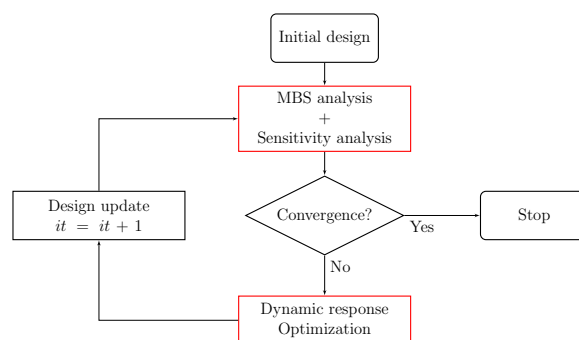 Initial design
MBS analysis
+
Sensitivity analysis
Convergence?
Yes
Stop
No
Dynamic response
Optimization
Design update
it = it + 1